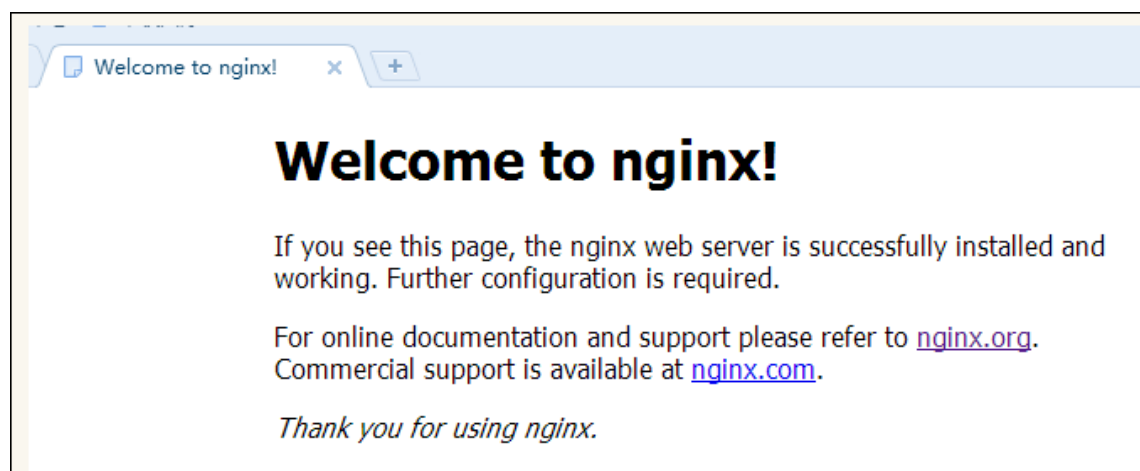 Welcome to nginx!
Welcome to nginx!
If you see this page, the nginx web server is successfully installed and
working. Further configuration is required.
For online documentation and support please refer to nginx.org.
Commercial support is available at nginx.com.
Thank you for using nginx.